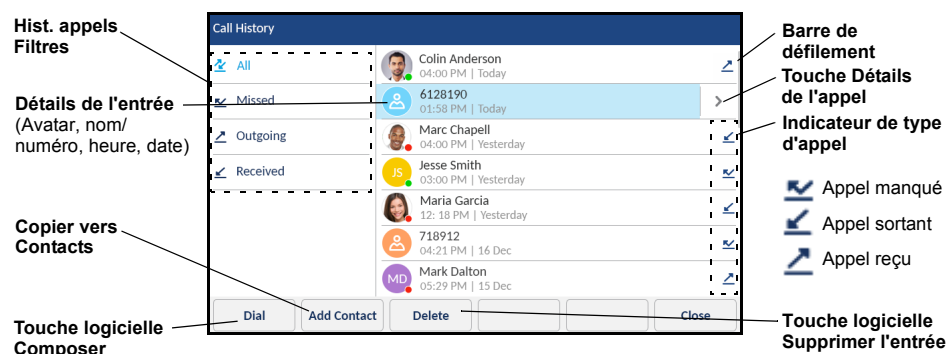 Hist. appels
Filtres
Détails de l'entrée
(Avatar, nom/
numéro, heure, date)
Copier vers
Contacts
Touche logicielle
Composer
Call History
All
Missed
Outgoing
Received
Colin Anderson
04:00 PM | Today
6128190
01:58 PM | Today
Marc Chapell
04:00 PM | Yesterday
JS
Jesse Smith
03:00 PM | Yesterday
Maria Garcia
12: 18 PM | Yesterday
718912
04:21 PM | 16 Dec
MD
Mark Dalton
05:29 PM | 15 Dec
Dial
Add Contact
Delete
Close
Barre de
défilement
Touche Détails
de l'appel
Indicateur de type
d'appel
Appel manqué
Appel sortant
Appel reçu
Touche logicielle
Supprimer l'entrée